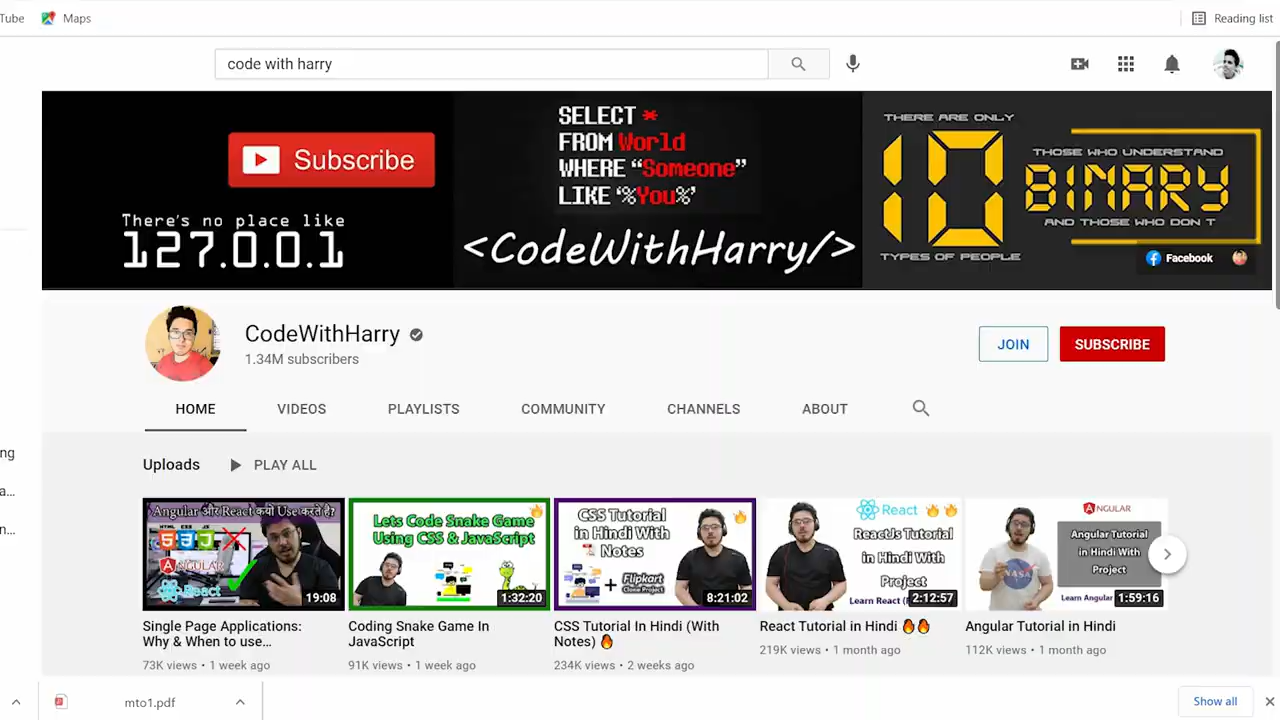 Tube Maps Reading list
code with harry
Subscribe
There's no place like
127.0.0.1
SELECT *
FROM World
WHERE “Someone”
LIKE ‘%You%’
<CodeWithHarry/>
THERE ARE ONLY
10
TYPES OF PEOPLE
THOSE WHO UNDERSTAND
BINARY
AND THOSE WHO DON T
Facebook
CodeWithHarry
1.34M subscribers
JOIN SUBSCRIBE
HOME VIDEOS PLAYLISTS COMMUNITY CHANNELS ABOUT
ng
a...
n...
Uploads PLAY ALL
Angular और React क्यों Use करते है?
HTML CSS JS
ANGULAR
React
19:08
Lets Code Snake Game
Using CSS & JavaScript
1:32:20
CSS Tutorial
in Hindi With
Notes
+ Flipkart
Clone Project
8:21:02
React
ReactJs Tutorial
in Hindi With
Project
Learn React (
2:12:57
ANGULAR
Angular Tutorial
in Hindi With
Project
NASA
Learn Angular
1:59:16
Single Page Applications:
Why & When to use...
73K views • 1 week ago
Coding Snake Game In
JavaScript
91K views • 1 week ago
CSS Tutorial In Hindi (With
Notes) 🔥
234K views • 2 weeks ago
React Tutorial in Hindi 🔥🔥
219K views • 1 month ago
Angular Tutorial in Hindi
112K views • 1 month ago
mto1.pdf
Show all